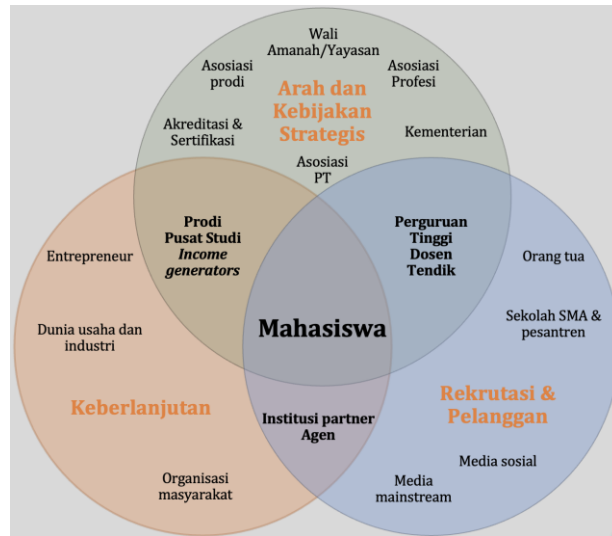 Wali
Amanah/Yayasan
Asosiasi
prodi
Asosiasi
Profesi
Arah dan
Kebijakan
Strategis
Akreditasi &
Sertifikasi
Kementerian
Asosiasi
PT
Prodi
Pusat Studi
Income
generators
Perguruan
Tinggi
Dosen
Tendik
Entrepreneur
Orang tua
Dunia usaha dan
industri
Mahasiswa
Sekolah SMA &
pesantren
Keberlanjutan
Rekrutasi &
Pelanggan
Institusi partner
Agen
Organisasi
masyarakat
Media sosial
Media
mainstream